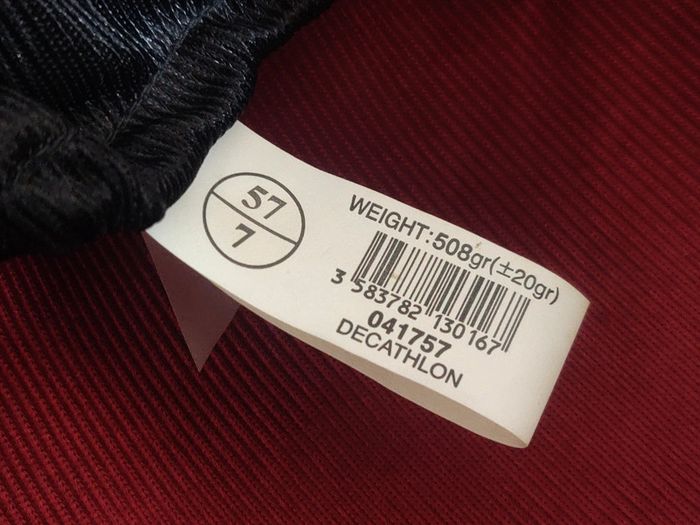 57
7
WEIGHT:508gr(±20gr)
3 583782 130167
041757
DECATHLON